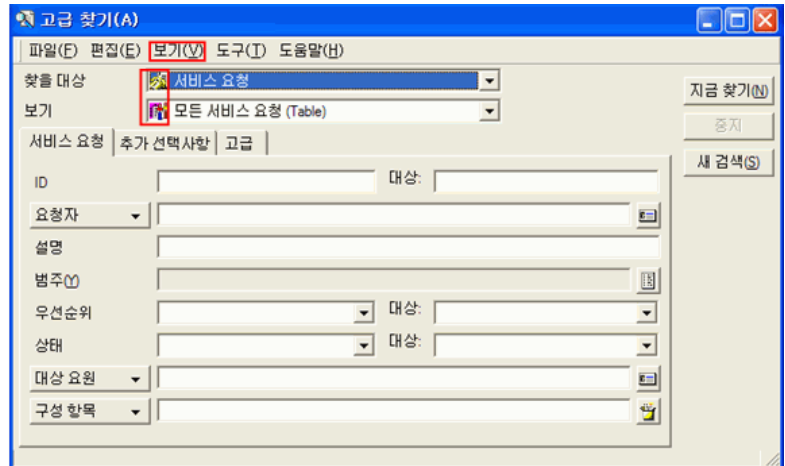 고급 찾기(A)
파일(F) 편집(E) 보기(V) 도구(T) 도움말(H)
찾을 대상 서비스 요청
보기 모든 서비스 요청 (Table)
지금 찾기(N)
중지
새 검색(S)
서비스 요청 추가 선택사항 고급
ID 대상:
요청자
설명
범주(Y)
우선순위 대상:
상태 대상:
대상 요원
구성 항목